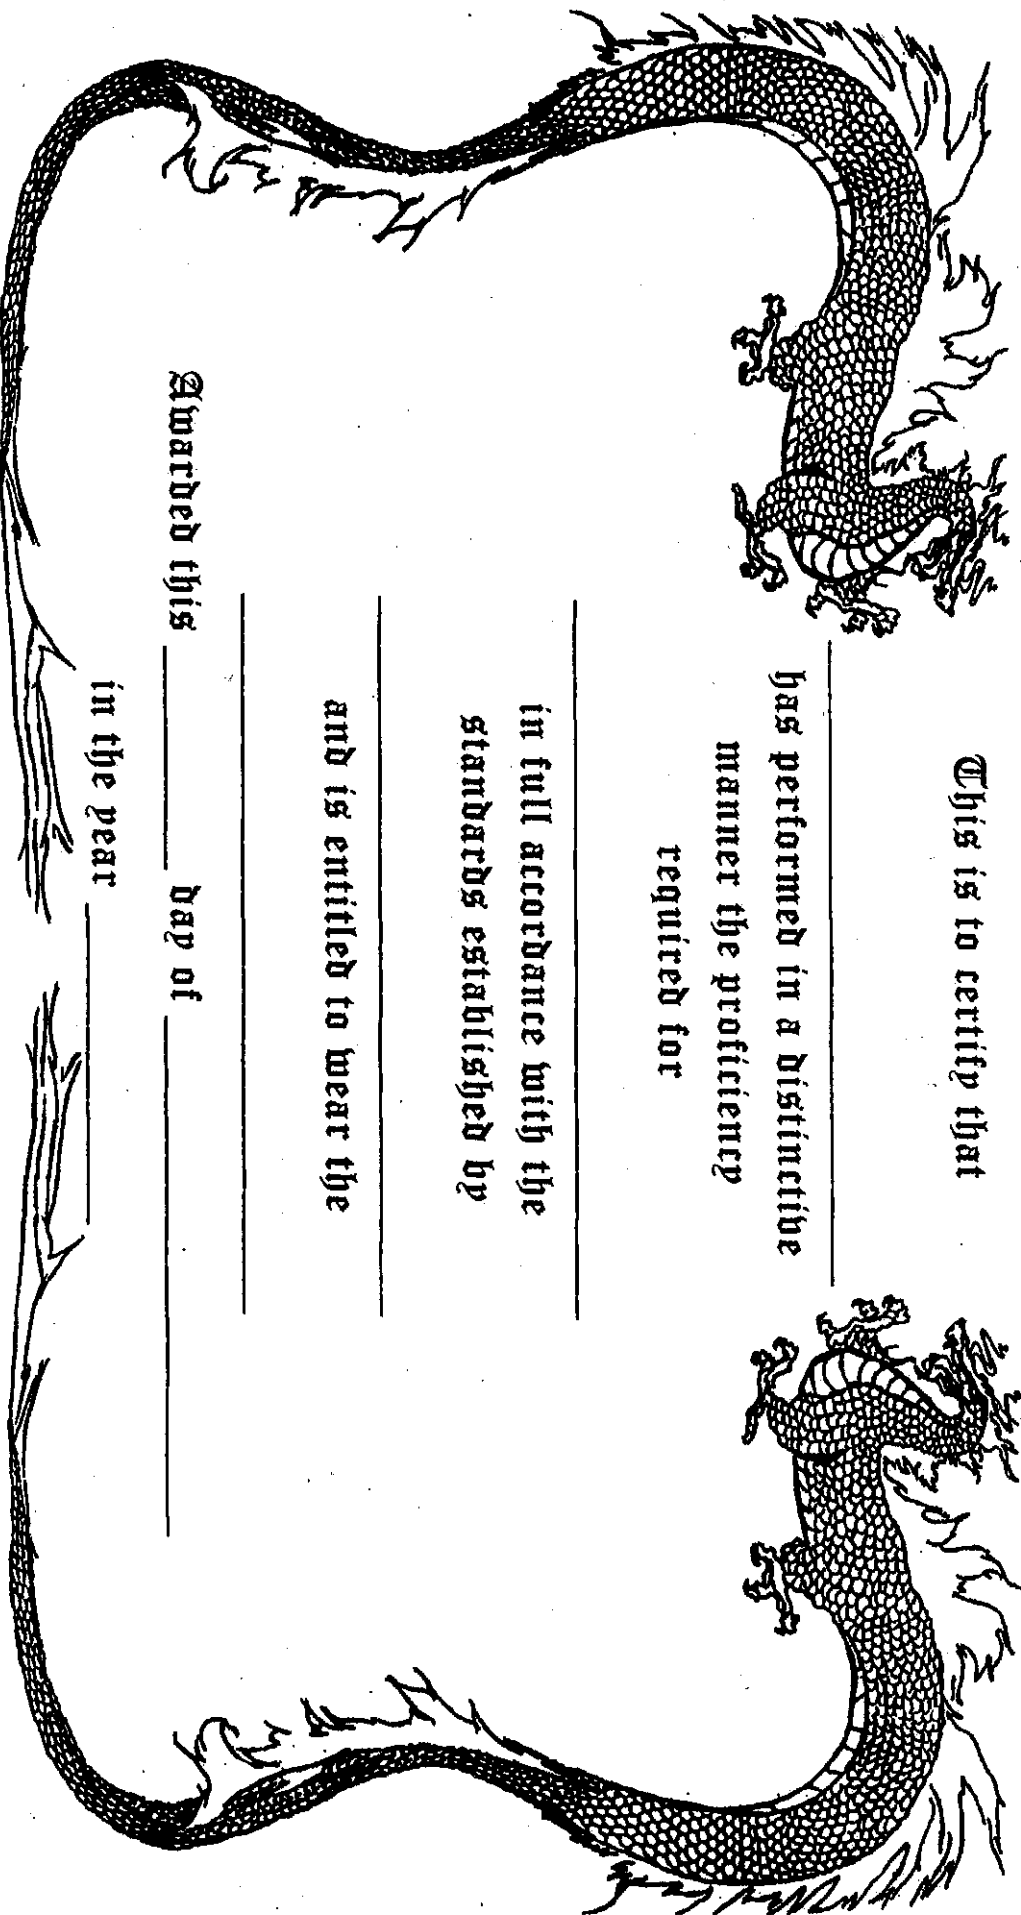 This is to certify that
has performed in a distinctive
manner the proficiency
required for
in full accordance with the
standards established by
and is entitled to wear the
Awarded this day of
in the year